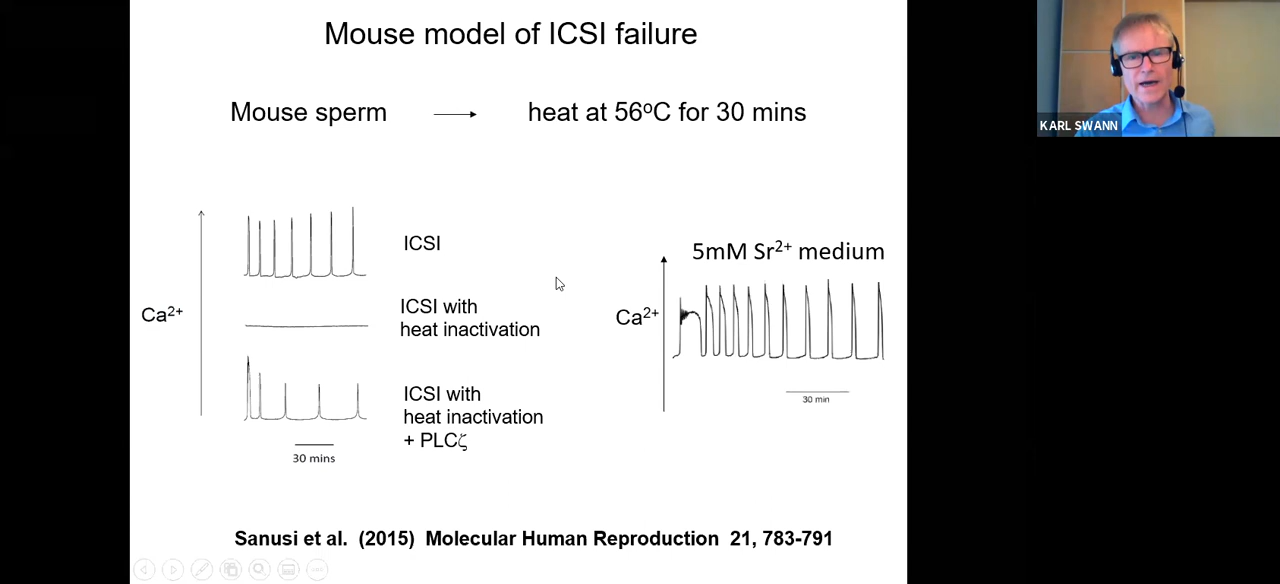 Mouse model of ICSI failure
Mouse sperm → heat at 56ºC for 30 mins
KARL SWANN
ICSI
Ca²⁺
ICSI with
heat inactivation
ICSI with
heat inactivation
+ PLCζ
30 mins
5mM Sr²⁺ medium
Ca²⁺
30 min
Sanusi et al. (2015) Molecular Human Reproduction 21, 783-791